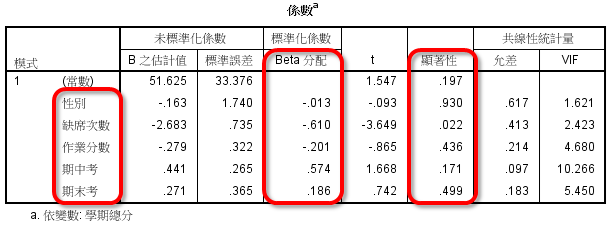 係數a
模式 未標準化係數 標準化係數 t 顯著性 共線性統計量
B 之估計值 標準誤差 Beta 分配 允差 VIF
1 (常數) 51.625 33.376 1.547 .197
性別 -.163 1.740 -.013 -.093 .930 .617 1.621
缺席次數 -2.683 .735 -.610 -3.649 .022 .413 2.423
作業分數 -.279 .322 -.201 -.865 .436 .214 4.680
期中考 .441 .265 .574 1.668 .171 .097 10.266
期末考 .271 .365 .186 .742 .499 .183 5.450
a. 依變數: 學期總分